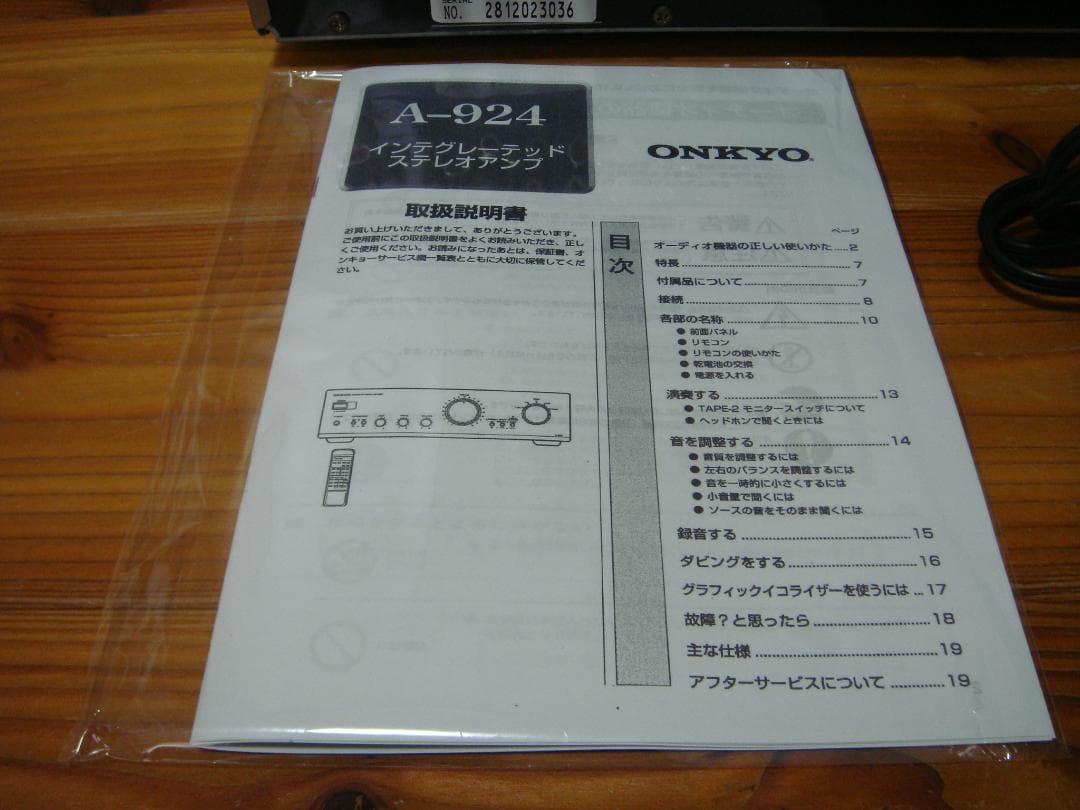 SERIAL
NO. 2812023036
A-924
インテグレーテッド
ステレオアンプ
ONKYO
取扱説明書
お買い上げいただきまして、ありがとうございます。
ご使用前にこの取扱説明書をよくお読みいただき、正し
くご使用ください。お読みになったあとは、保証書、オ
ンキョーサービス網一覧表とともに大切に保管してくだ
さい。
目次
ページ
オーディオ機器の正しい使いかた.....2
特長........7
付属品について........7
接続........8
各部の名称........10
● 前面パネル
● リモコン
● リモコンの使いかた
● 乾電池の交換
● 電源を入れる
演奏する........13
● TAPE-2 モニタースイッチについて
● ヘッドホンで聞くときには
音を調整する........14
● 音質を調整するには
● 左右のバランスを調整するには
● 音を一時的に小さくするには
● 小音量で聞くには
● ソースの音をそのまま聞くには
録音する........15
ダビングをする........16
グラフィックイコライザーを使うには...17
故障？と思ったら........18
主な仕様........19
アフターサービスについて........19